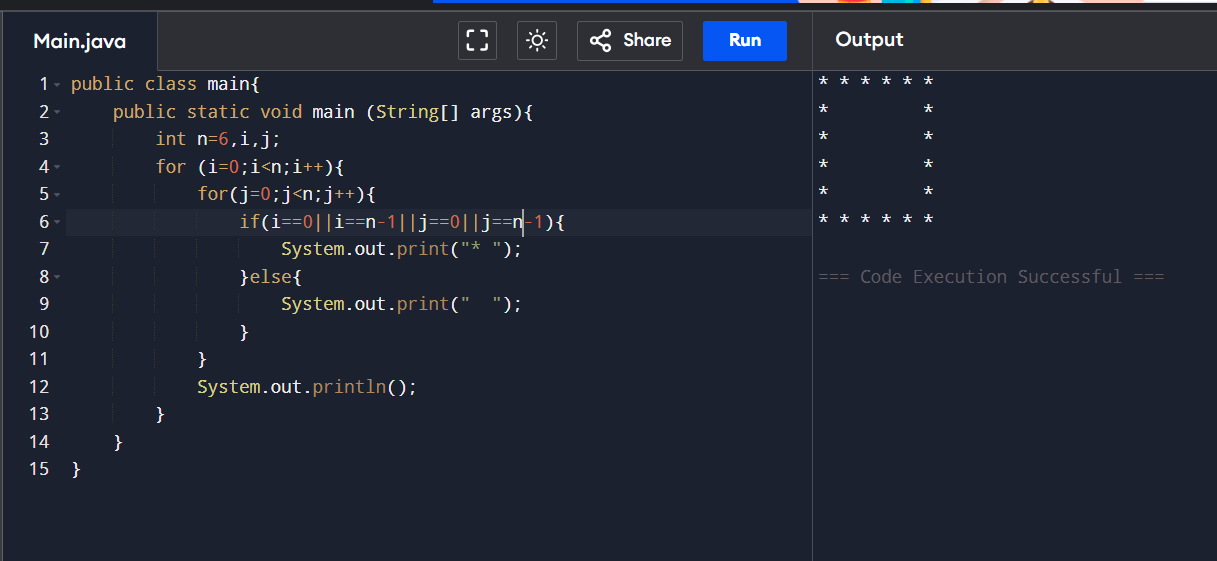 Main.java
Share
Run
Output
1 public class main{
2     public static void main (String[] args){
3         int n=6,i,j;
4         for (i=0;i<n;i++){
5             for(j=0;j<n;j++){
6                 if(i==0||i==n-1||j==0||j==n-1){
7                     System.out.print("* ");
8                 }else{
9                     System.out.print("  ");
10                 }
11             }
12             System.out.println();
13         }
14     }
15 }
* * * * * *
*         *
*         *
*         *
*         *
* * * * * *
=== Code Execution Successful ===